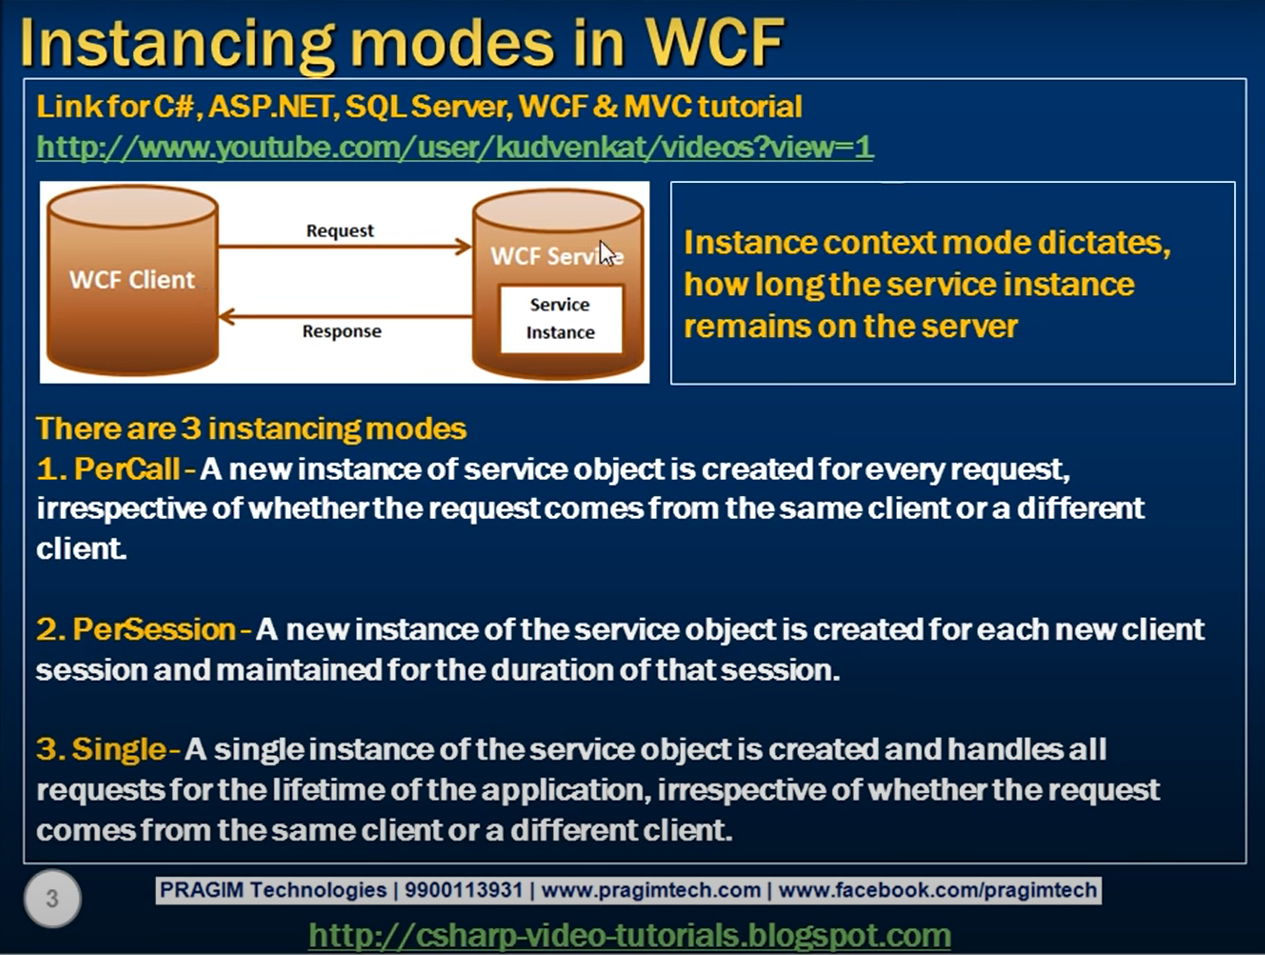 Instancing modes in WCF
Link for C#, ASP.NET, SQL Server, WCF & MVC tutorial
http://www.youtube.com/user/kudvenkat/videos?view=1
WCF Client
Request
Response
WCF Service
Service
Instance
Instance context mode dictates,
how long the service instance
remains on the server
There are 3 instancing modes
1. PerCall - A new instance of service object is created for every request,
irrespective of whether the request comes from the same client or a different
client.
2. PerSession - A new instance of the service object is created for each new client
session and maintained for the duration of that session.
3. Single - A single instance of the service object is created and handles all
requests for the lifetime of the application, irrespective of whether the request
comes from the same client or a different client.
3
PRAGIM Technologies | 9900113931 | www.pragimtech.com | www.facebook.com/pragimtech
http://csharp-video-tutorials.blogspot.com